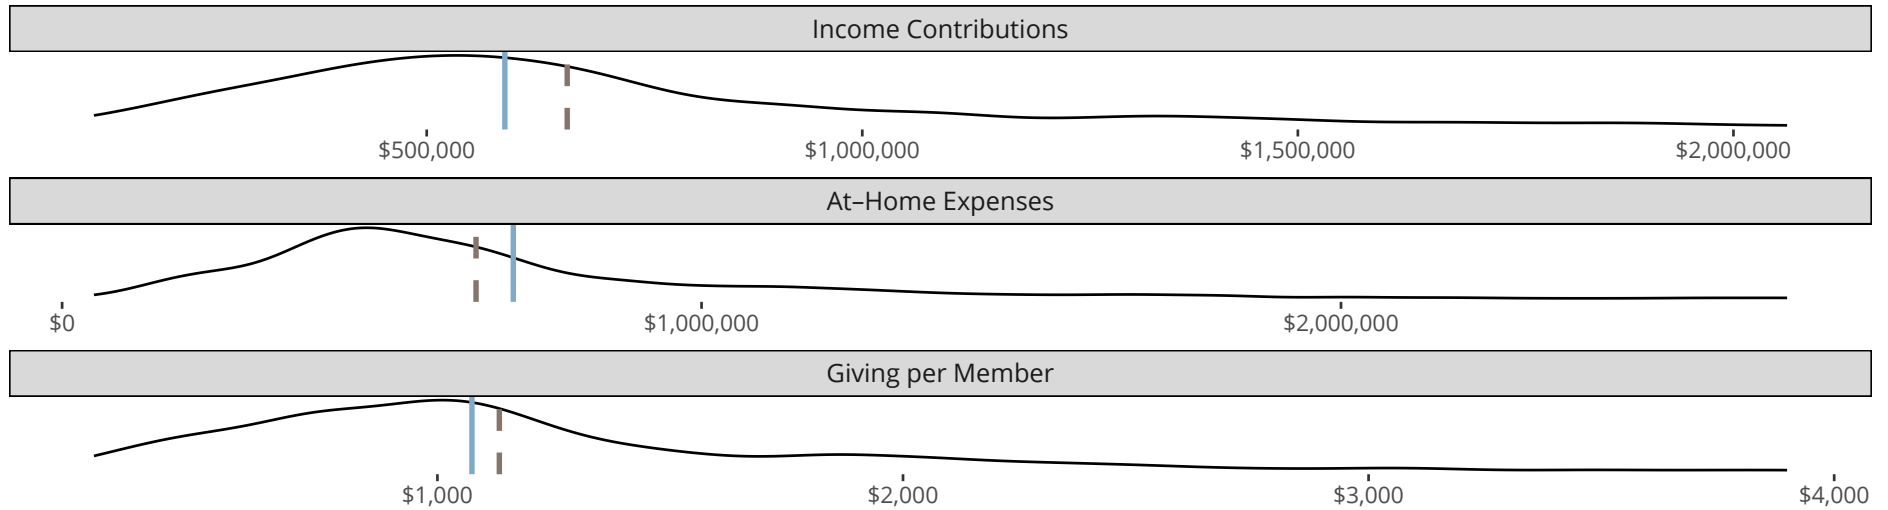 Income Contributions
$500,000 $1,000,000 $1,500,000 $2,000,000
At–Home Expenses
$0 $1,000,000 $2,000,000
Giving per Member
$1,000 $2,000 $3,000 $4,000